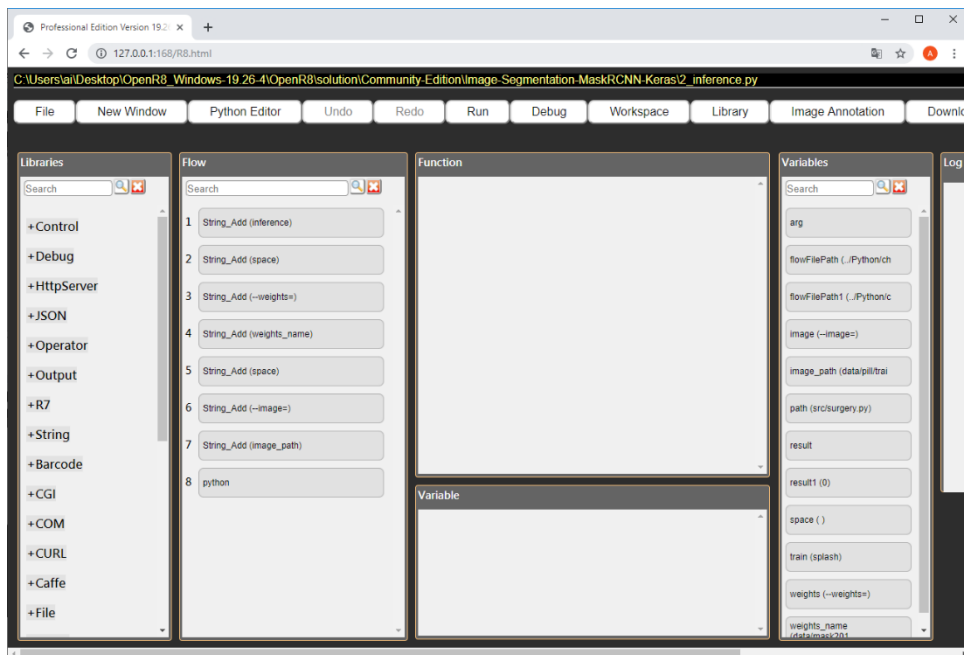 Professional Edition Version 19.2
127.0.0.1:168/R8.html
A
C:\Users\ai\Desktop\OpenR8_Windows-19.26-4\OpenR8\solution\Community-Edition\Image-Segmentation-MaskRCNN-Keras\2_inference.py
File New Window Python Editor Undo Redo Run Debug Workspace Library Image Annotation Downlo
Libraries
Search
+Control
+Debug
+HttpServer
+JSON
+Operator
+Output
+R7
+String
+Barcode
+CGI
+COM
+CURL
+Caffe
+File
Flow
Search
1 String_Add (inference)
2 String_Add (space)
3 String_Add (--weights=)
4 String_Add (weights_name)
5 String_Add (space)
6 String_Add (--image=)
7 String_Add (image_path)
8 python
Function
Variable
Variables
Search
arg
flowFilePath (../Python/ch
flowFilePath1 (../Python/c
image (--image=)
image_path (data/pill/trai
path (src/surgery.py)
result
result1 (0)
space ( )
train (splash)
weights (--weights=)
weights_name
(data/mask201
Log